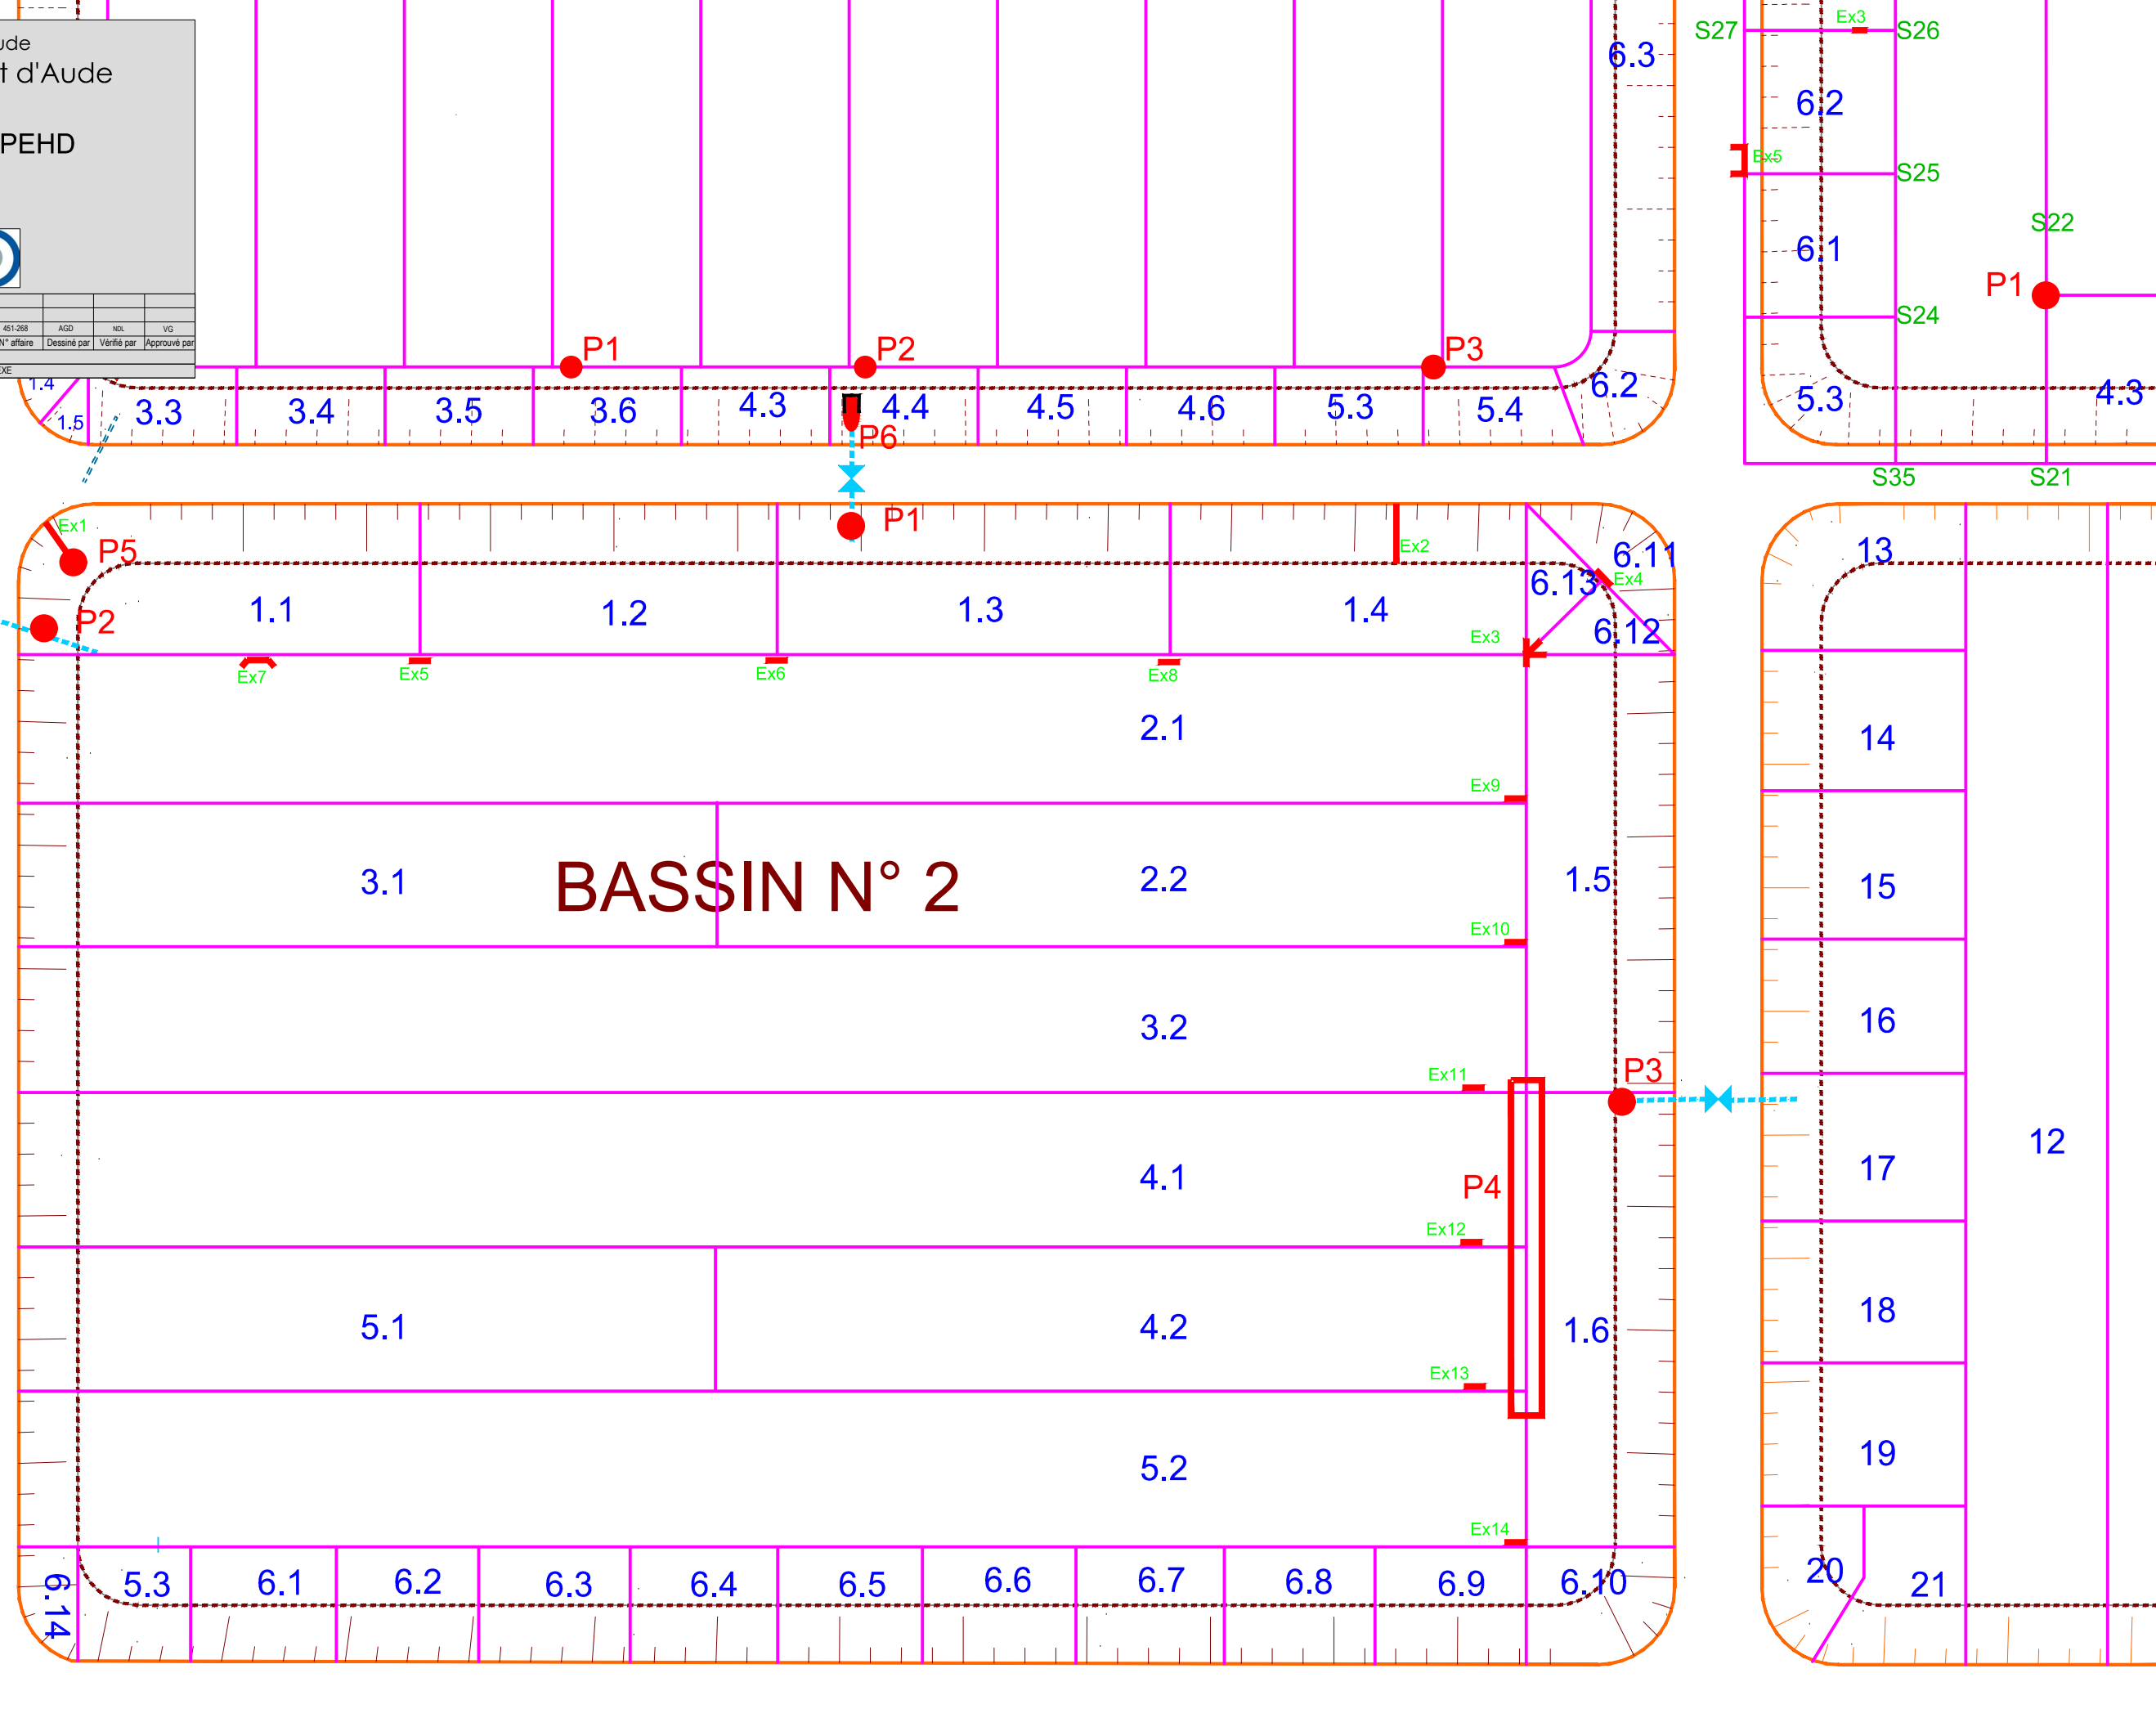 ude
t d'Aude
PEHD
451-268 AGD NDL VG
N° affaire Dessiné par Vérifié par Approuvé par
EXE
6.3
S27
Ex3
S26
6.2
Ex5
S25
S22
6.1
P1
S24
P1
P2
P3
1.4
1.5
3.3
3.4
3.5
3.6
4.3
4.4
4.5
4.6
5.3
5.4
6.2
5.3
4.3
P6
S35
S21
Ex1
P5
P1
Ex2
6.11
6.13
Ex4
13
P2
1.1
1.2
1.3
1.4
Ex3
6.12
Ex7
Ex5
Ex6
Ex8
2.1
14
Ex9
3.1
BASSIN N° 2
2.2
1.5
15
Ex10
3.2
16
Ex11
P3
4.1
P4
12
17
Ex12
5.1
4.2
1.6
18
Ex13
5.2
19
Ex14
6.14
5.3
6.1
6.2
6.3
6.4
6.5
6.6
6.7
6.8
6.9
6.10
20
21